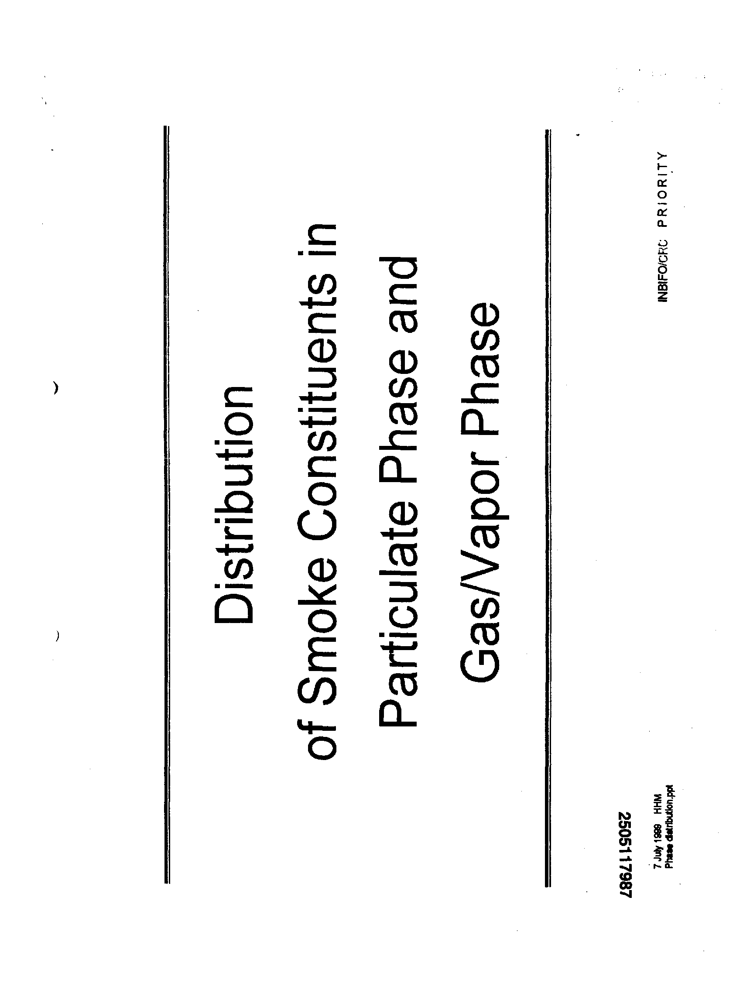 Distribution
of Smoke Constituents in
Particulate Phase and
Gas/Vapor Phase
7 July 1999 HHM
Phase distribution.ppt
INBIFO/CRC PRIORITY
2505117987